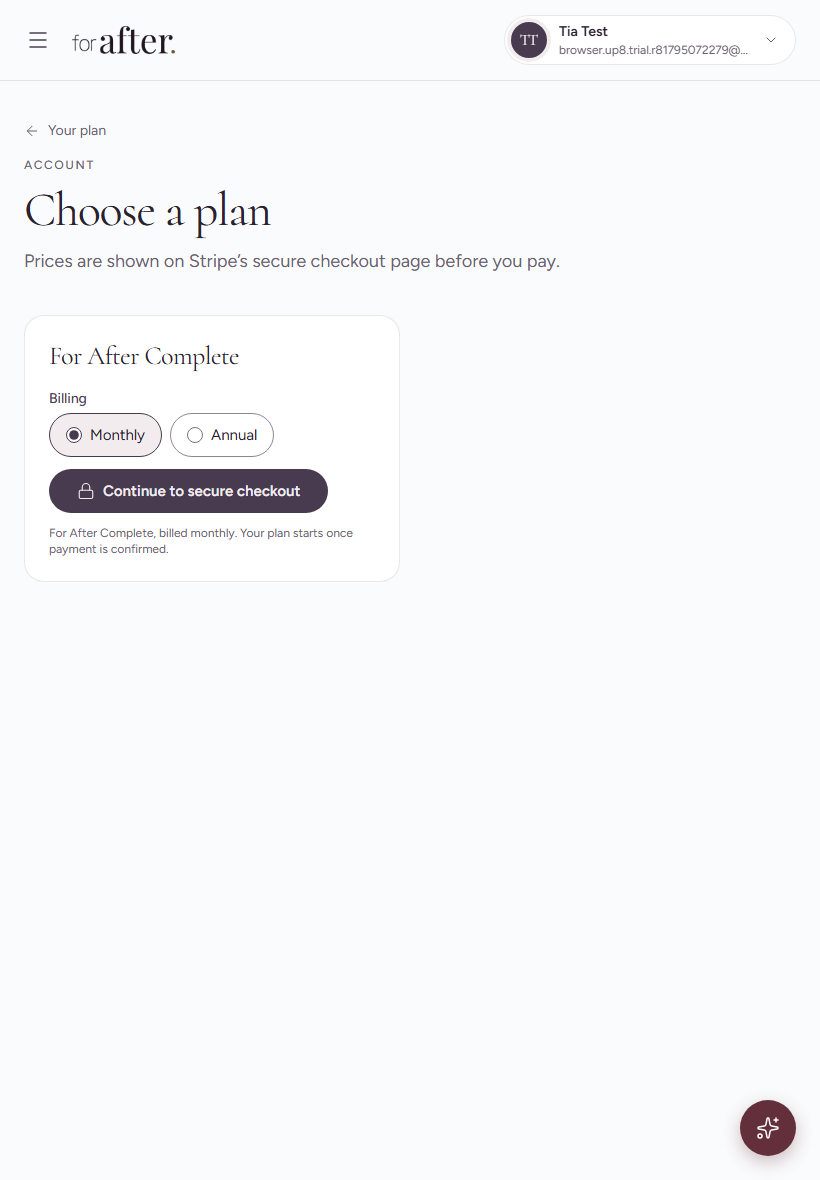 for after.
TT
Tia Test
browser.up8.trial.r81795072279@...
Your plan
ACCOUNT
Choose a plan
Prices are shown on Stripe’s secure checkout page before you pay.
For After Complete
Billing
Monthly
Annual
Continue to secure checkout
For After Complete, billed monthly. Your plan starts once
payment is confirmed.